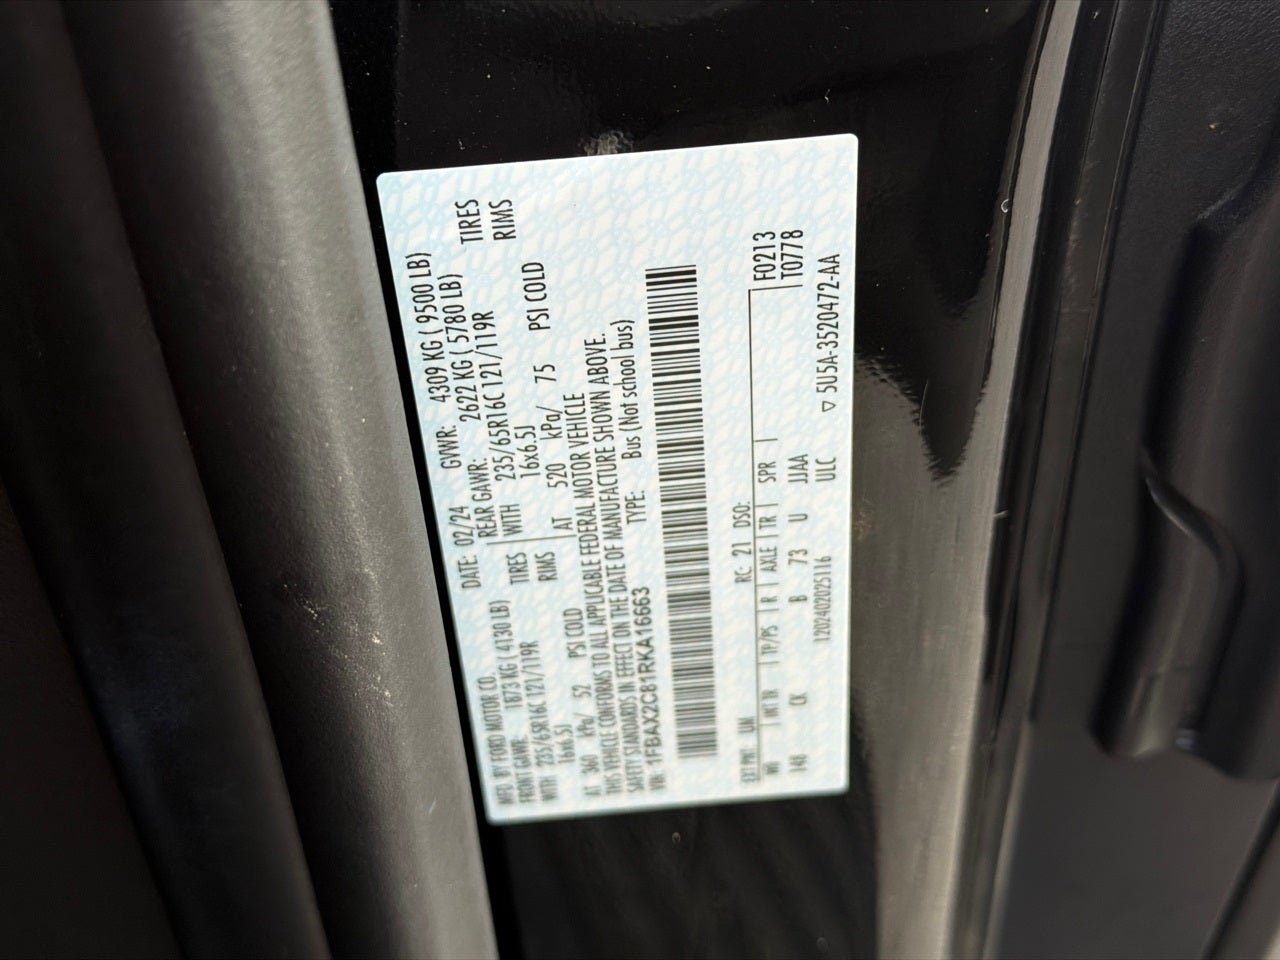 MFD. BY FORD MOTOR CO. DATE: 02/24 GVWR: 4309 KG ( 9500 LB)
FRONT GAWR: 1873 KG ( 4130 LB) REAR GAWR: 2622 KG ( 5780 LB)
WITH 235/65R16C 121/119R TIRES WITH 235/65R16C 121/119R TIRES
16x6.5J RIMS 16x6.5J RIMS
AT 360 kPa/ 52 PSI COLD AT 520 kPa/ 75 PSI COLD
THIS VEHICLE CONFORMS TO ALL APPLICABLE FEDERAL MOTOR VEHICLE
SAFETY STANDARDS IN EFFECT ON THE DATE OF MANUFACTURE SHOWN ABOVE.
VIN: 1FBAX2C81RKA16663 TYPE: Bus (Not school bus)
EXT PNT: UM RC: 21 DSO: F0213
WB | INT TR | TP/PS | R | AXLE | TR | SPR | T0778
148 CK B 73 U JJAA
1202402025116 ULC ▽ 5U5A-3520472-AA